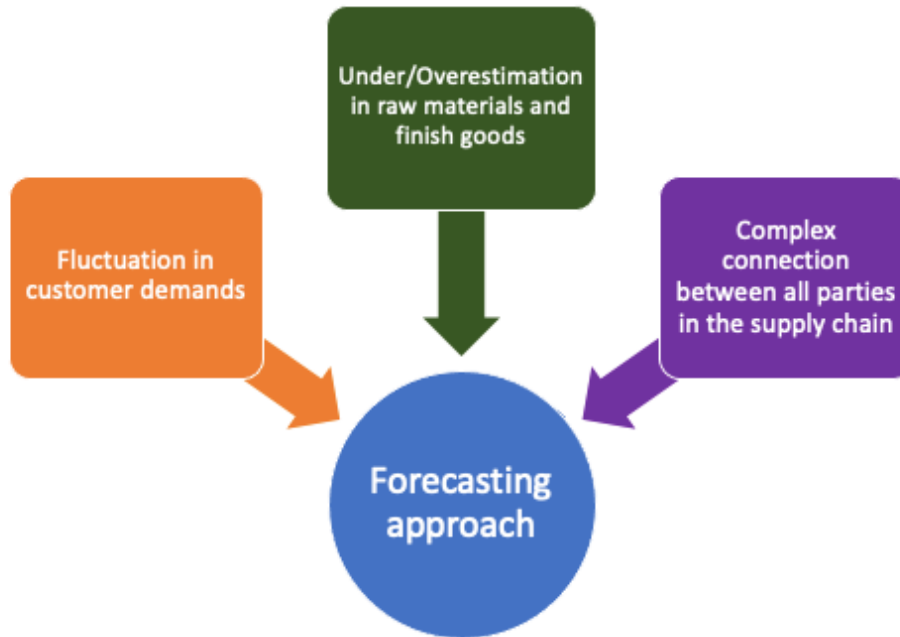 Under/Overestimation
in raw materials and
finish goods
Fluctuation in
customer demands
Complex
connection
between all parties
in the supply chain
Forecasting
approach